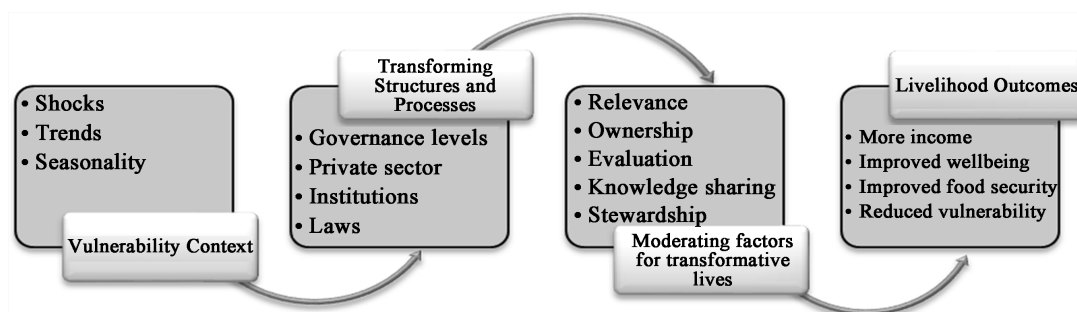 • Shocks
• Trends
• Seasonality
Vulnerability Context
Transforming
Structures and
Processes
• Governance levels
• Private sector
• Institutions
• Laws
• Relevance
• Ownership
• Evaluation
• Knowledge sharing
• Stewardship
Moderating factors
for transformative
lives
Livelihood Outcomes
• More income
• Improved wellbeing
• Improved food security
• Reduced vulnerability